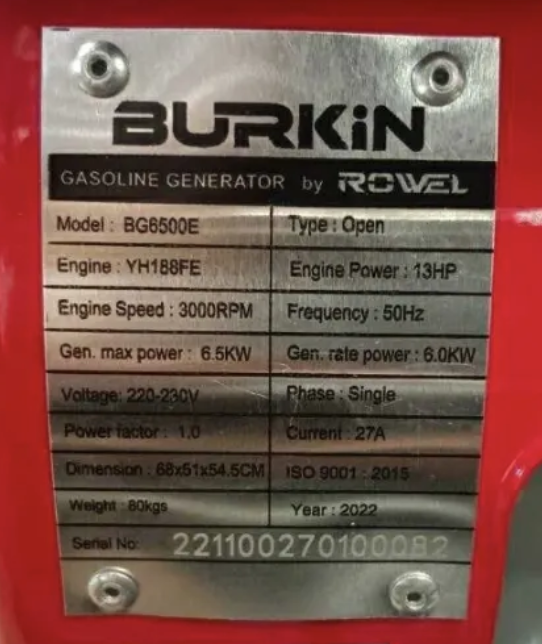 BURKiN
GASOLINE GENERATOR by ROWEL
Model : BG6500E Type : Open
Engine : YH188FE Engine Power : 13HP
Engine Speed : 3000RPM Frequency : 50Hz
Gen. max power : 6.5KW Gen. rate power : 6.0KW
Voltage: 220-230V Phase : Single
Power factor : 1.0 Current : 27A
Dimension : 68x51x54.5CM ISO 9001 : 2015
Weight : 80kgs Year : 2022
Serial No: 221100270100082